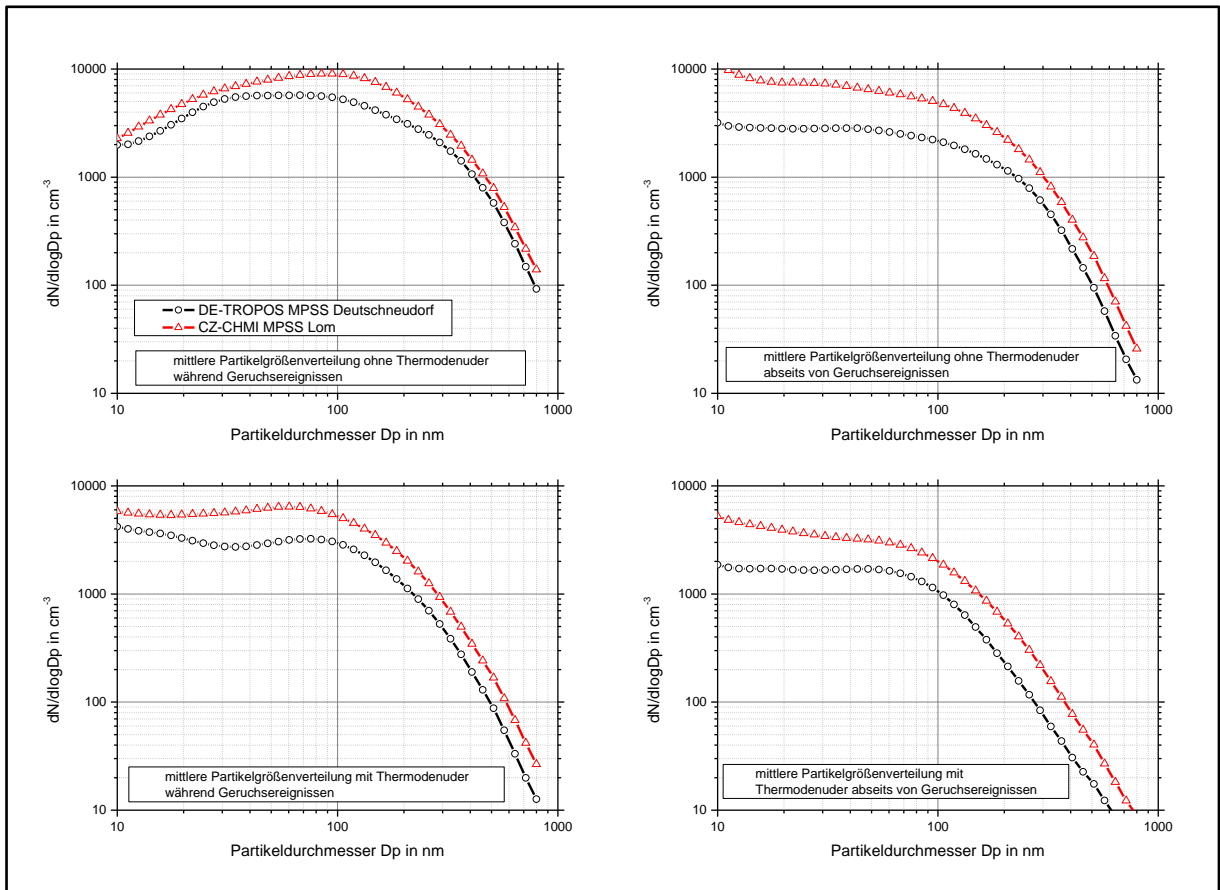 10000
1000
100
10
dN/dlogDp in cm⁻³
DE-TROPOS MPSS Deutschneudorf
CZ-CHMI MPSS Lom
mittlere Partikelgrößenverteilung ohne Thermodenuder
während Geruchsereignissen
10
100
1000
Partikeldurchmesser Dp in nm
10000
1000
100
10
dN/dlogDp in cm⁻³
mittlere Partikelgrößenverteilung ohne Thermodenuder
abseits von Geruchsereignissen
10
100
1000
Partikeldurchmesser Dp in nm
10000
1000
100
10
dN/dlogDp in cm⁻³
mittlere Partikelgrößenverteilung mit Thermodenuder
während Geruchsereignissen
10
100
1000
Partikeldurchmesser Dp in nm
10000
1000
100
10
dN/dlogDp in cm⁻³
mittlere Partikelgrößenverteilung mit
Thermodenuder abseits von Geruchsereignissen
10
100
1000
Partikeldurchmesser Dp in nm